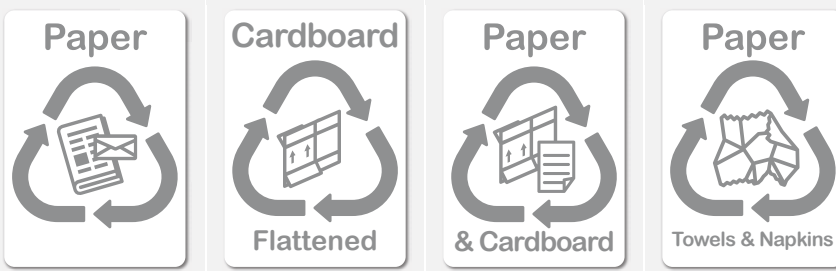 Paper
Cardboard
Flattened
Paper
& Cardboard
Paper
Towels & Napkins